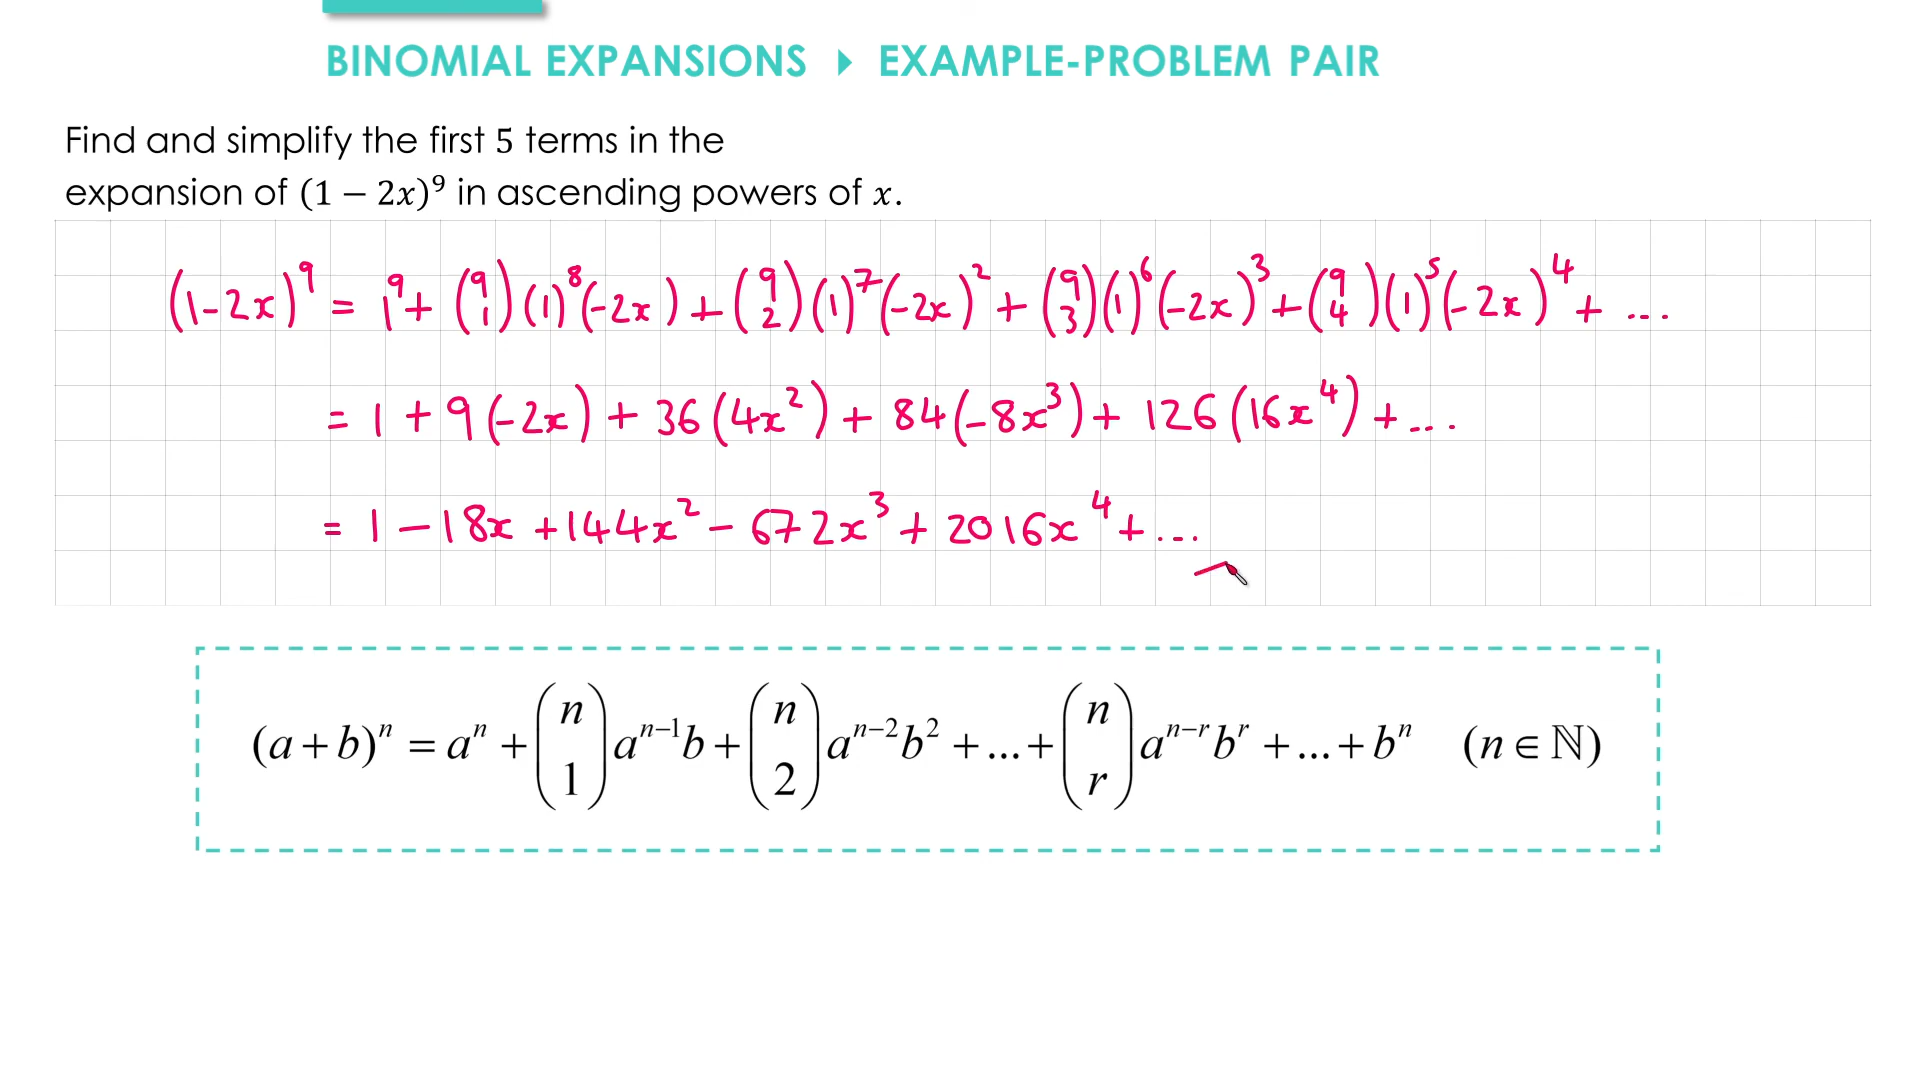 BINOMIAL EXPANSIONS ▸ EXAMPLE-PROBLEM PAIR
Find and simplify the first 5 terms in the
expansion of (1 − 2x)⁹ in ascending powers of x.
(1-2x)⁹ = 1⁹ + (9 1)(1)⁸(-2x) + (9 2)(1)⁷(-2x)² + (9 3)(1)⁶(-2x)³ + (9 4)(1)⁵(-2x)⁴ + ...
= 1 + 9(-2x) + 36(4x²) + 84(-8x³) + 126(16x⁴) + ...
= 1 - 18x + 144x² - 672x³ + 2016x⁴ + ...
(a + b)ⁿ = aⁿ + (n 1)aⁿ⁻¹b + (n 2)aⁿ⁻²b² + ... + (n r)aⁿ⁻ʳbʳ + ... + bⁿ (n ∈ ℕ)